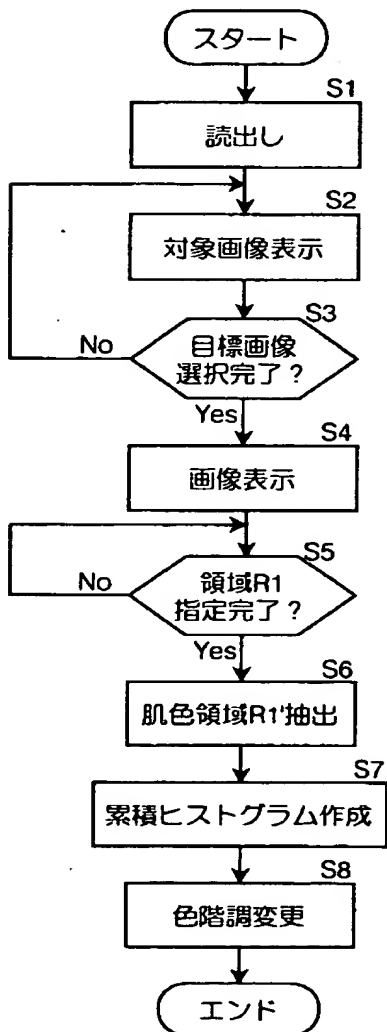 スタート
S1
読出し
S2
対象画像表示
S3
目標画像
選択完了？
No
Yes
S4
画像表示
S5
領域R1
指定完了？
No
Yes
S6
肌色領域R1'抽出
S7
累積ヒストグラム作成
S8
色階調変更
エンド